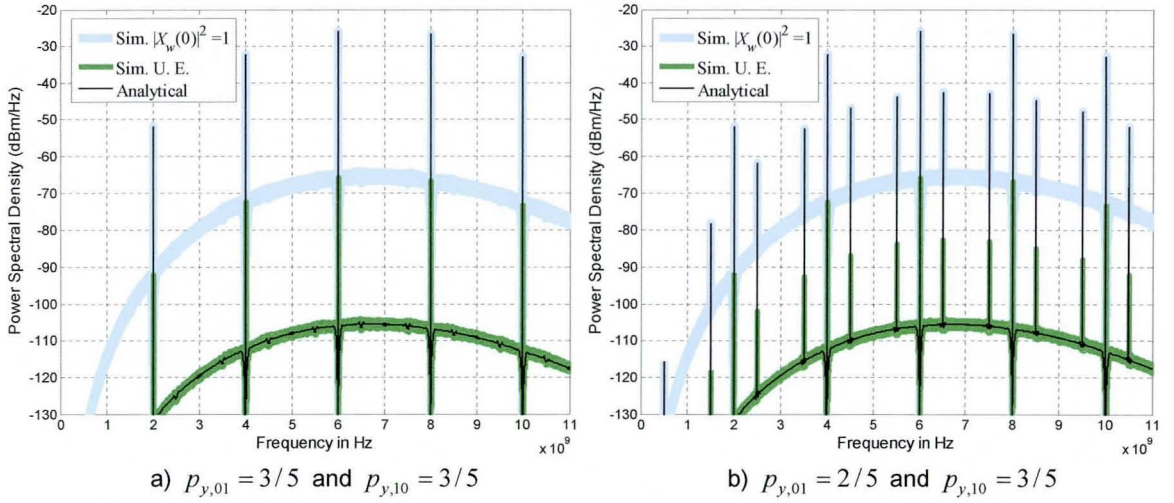 -20
-30
-40
-50
-60
-70
-80
-90
-100
-110
-120
-130
Power Spectral Density (dBm/Hz)
Sim. |X_w(0)|² =1
Sim. U. E.
Analytical
0 1 2 3 4 5 6 7 8 9 10 11
Frequency in Hz
x 10⁹
a) p_{y,01} = 3/5 and p_{y,10} = 3/5
-20
-30
-40
-50
-60
-70
-80
-90
-100
-110
-120
-130
Power Spectral Density (dBm/Hz)
Sim. |X_w(0)|² =1
Sim. U. E.
Analytical
0 1 2 3 4 5 6 7 8 9 10 11
Frequency in Hz
x 10⁹
b) p_{y,01} = 2/5 and p_{y,10} = 3/5